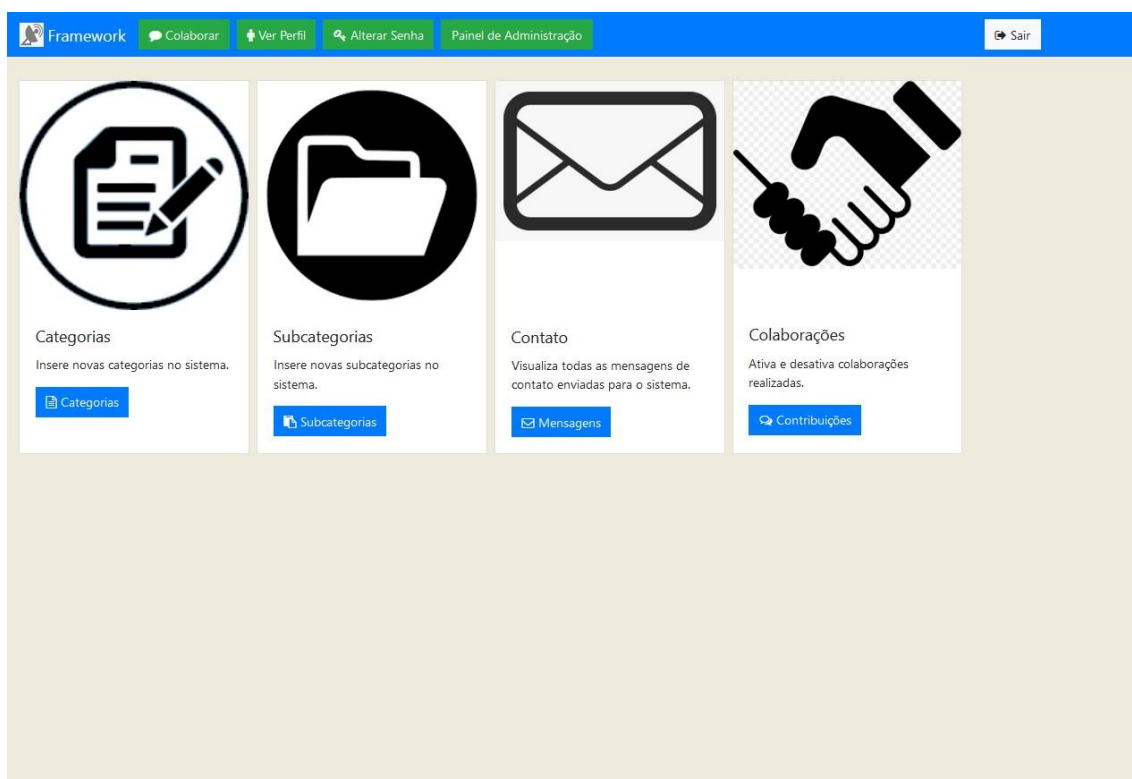 Framework
Colaborar
Ver Perfil
Alterar Senha
Painel de Administração
Sair
Categorias
Insere novas categorias no sistema.
Categorias
Subcategorias
Insere novas subcategorias no
sistema.
Subcategorias
Contato
Visualiza todas as mensagens de
contato enviadas para o sistema.
Mensagens
Colaborações
Ativa e desativa colaborações
realizadas.
Contribuições